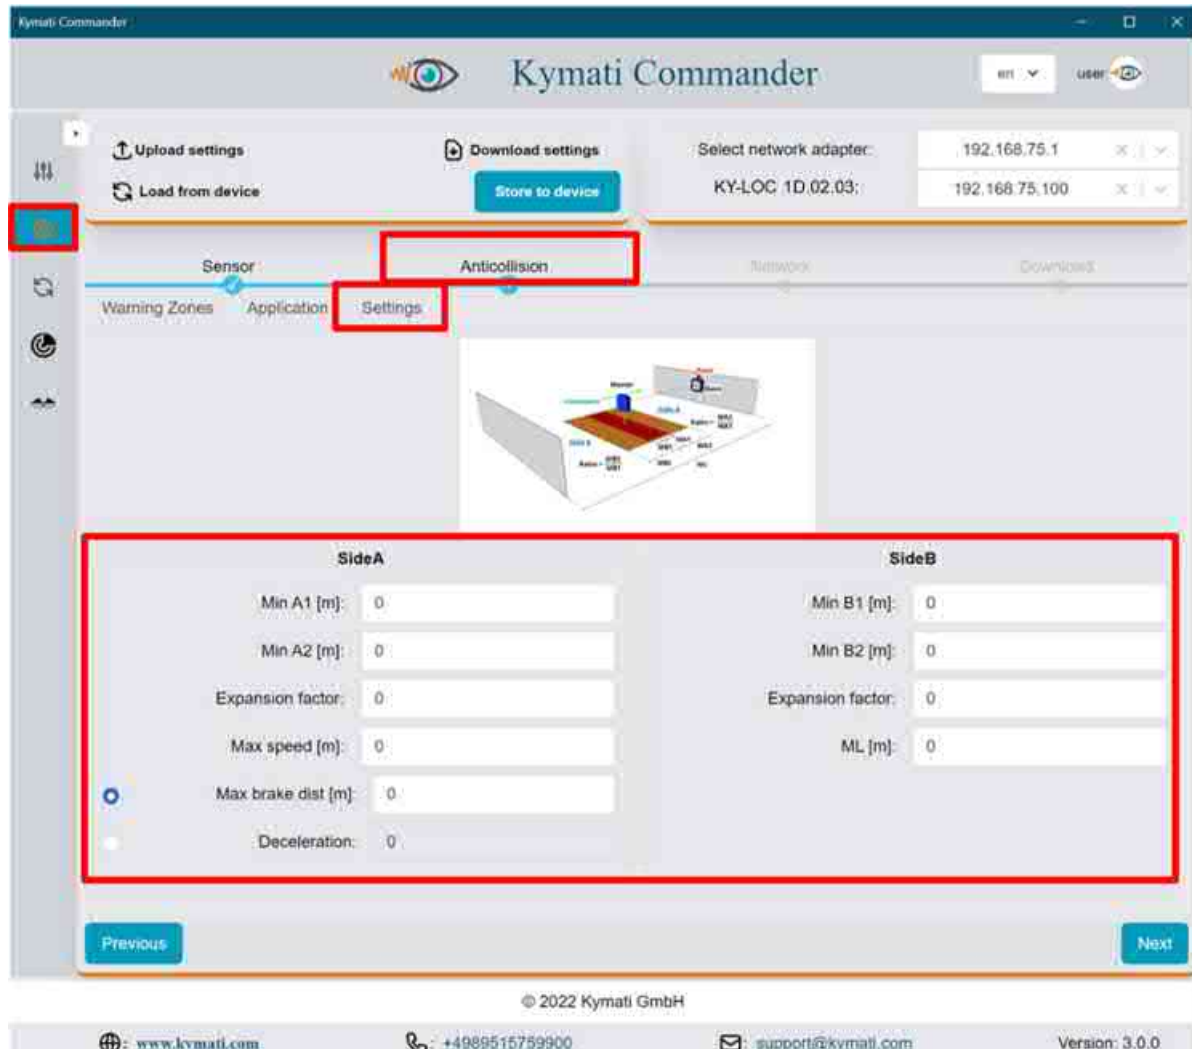 Kymati Commander
Kymati Commander
en
user
Upload settings
Download settings
Select network adapter:
192.168.75.1
Load from device
Store to device
KY-LOC 1D.02.03:
192.168.75.100
Sensor
Anticollision
Network
Download
Warning Zones
Application
Settings
SideA
SideB
Min A1 [m]:
0
Min B1 [m]:
0
Min A2 [m]:
0
Min B2 [m]:
0
Expansion factor:
0
Expansion factor:
0
Max speed [m]:
0
ML [m]:
0
Max brake dist [m]
0
Deceleration:
0
Previous
Next
© 2022 Kymati GmbH
: www.kymati.com
: +4989515759900
: support@kymati.com
Version: 3.0.0